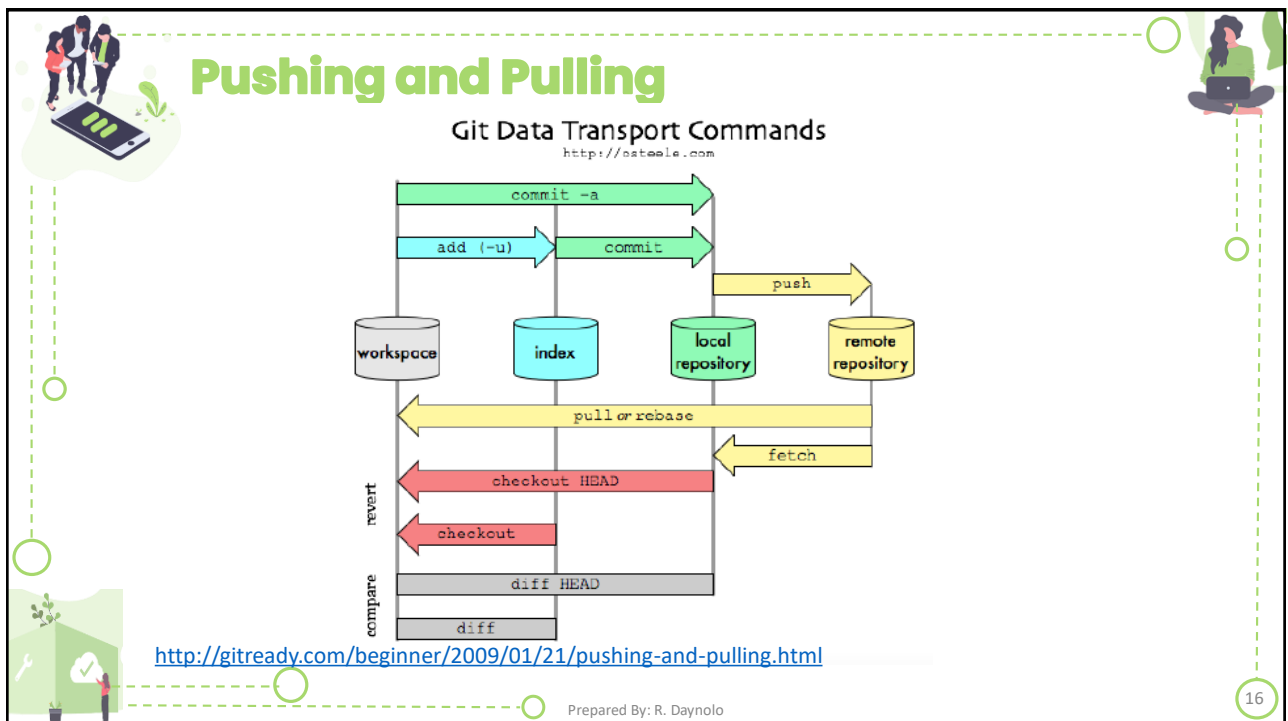 Pushing and Pulling
Git Data Transport Commands
http://osteele.com
commit -a
add (-u)
commit
push
workspace
index
local
repository
remote
repository
pull or rebase
fetch
revert
checkout HEAD
checkout
compare
diff HEAD
diff
http://gitready.com/beginner/2009/01/21/pushing-and-pulling.html
Prepared By: R. Daynolo
16